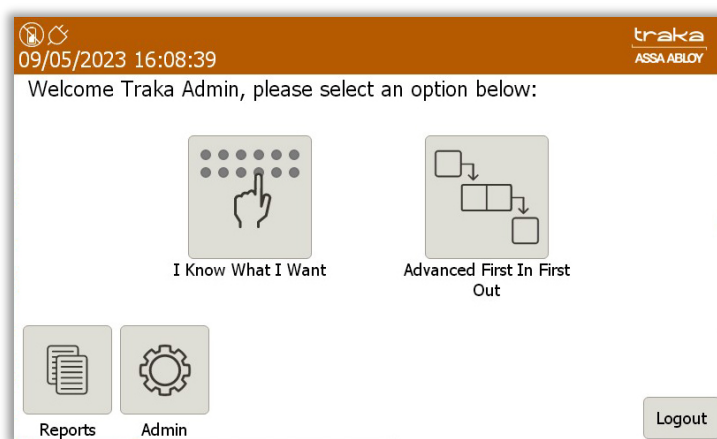 traka
09/05/2023 16:08:39
ASSA ABLOY
Welcome Traka Admin, please select an option below:
I Know What I Want
Advanced First In First
Out
Reports
Admin
Logout